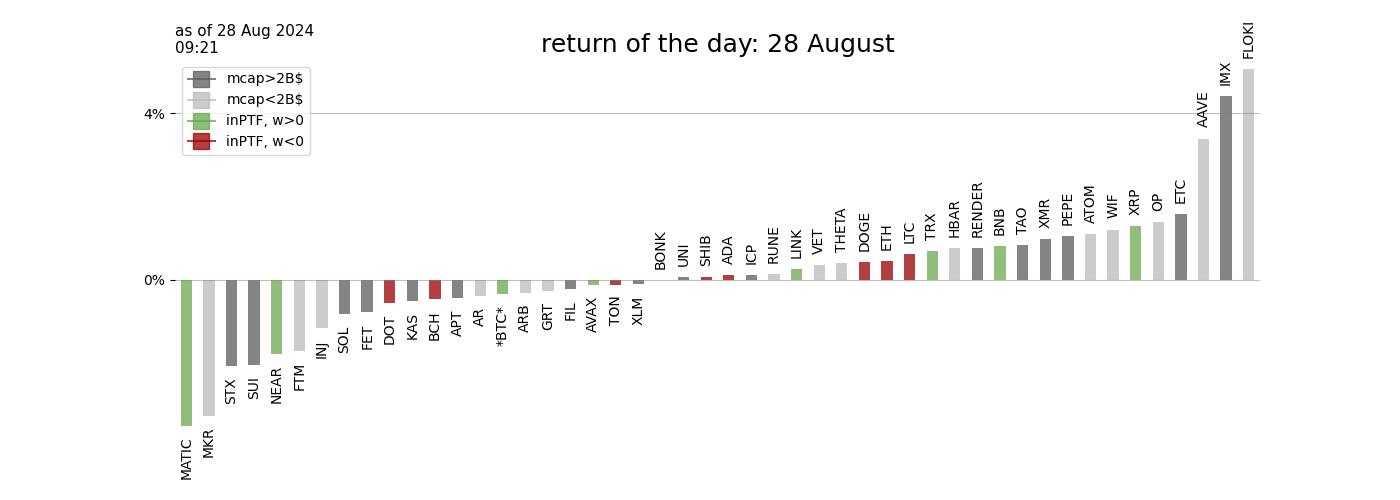 as of 28 Aug 2024
09:21
return of the day: 28 August
mcap>2B$
mcap<2B$
inPTF, w>0
inPTF, w<0
4%
0%
MATIC
MKR
STX
SUI
NEAR
FTM
INJ
SOL
FET
DOT
KAS
BCH
APT
AR
*BTC*
ARB
GRT
FIL
AVAX
TON
XLM
BONK
UNI
SHIB
ADA
ICP
RUNE
LINK
VET
THETA
DOGE
ETH
LTC
TRX
HBAR
RENDER
BNB
TAO
XMR
PEPE
ATOM
WIF
XRP
OP
ETC
AAVE
IMX
FLOKI